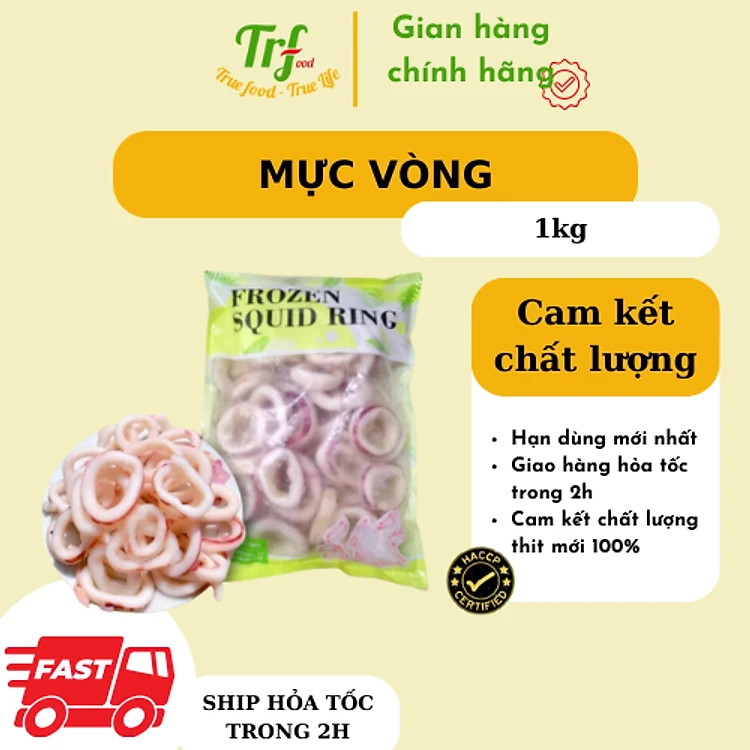 Trf
ood
True food - True Life
Gian hàng
chính hãng
MỰC VÒNG
1kg
FROZEN
SQUID RING
Cam kết
chất lượng
• Hạn dùng mới nhất
• Giao hàng hỏa tốc
trong 2h
• Cam kết chất lượng
thit mới 100%
HACCP
CERTIFIED
FAST
SHIP HỎA TỐC
TRONG 2H